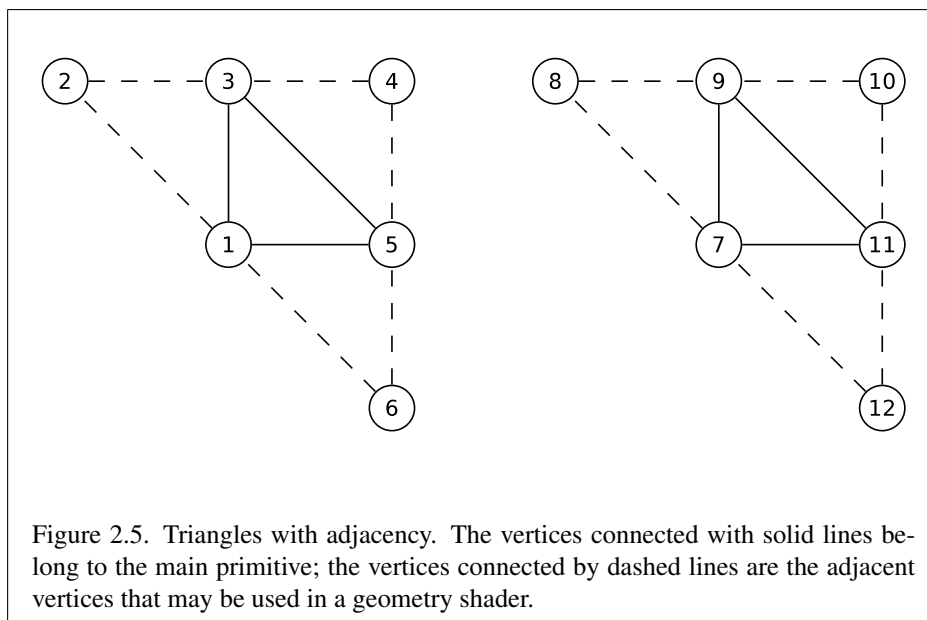 2 3 4 8 9 10
1 5 7 11
6 12
Figure 2.5. Triangles with adjacency. The vertices connected with solid lines be-
long to the main primitive; the vertices connected by dashed lines are the adjacent
vertices that may be used in a geometry shader.